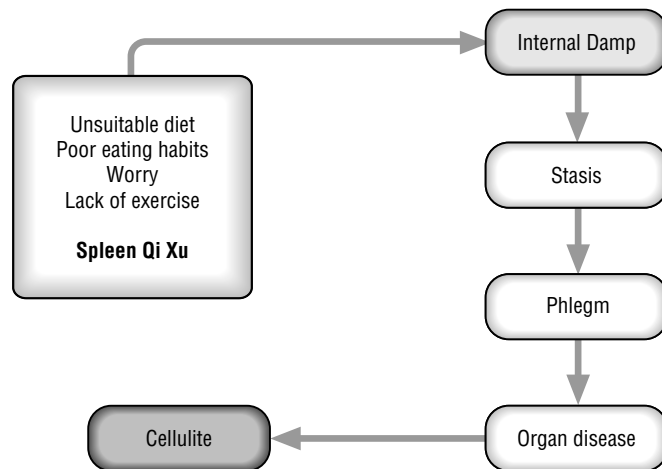 Internal Damp
Unsuitable diet
Poor eating habits
Worry
Lack of exercise
Spleen Qi Xu
Stasis
Phlegm
Organ disease
Cellulite